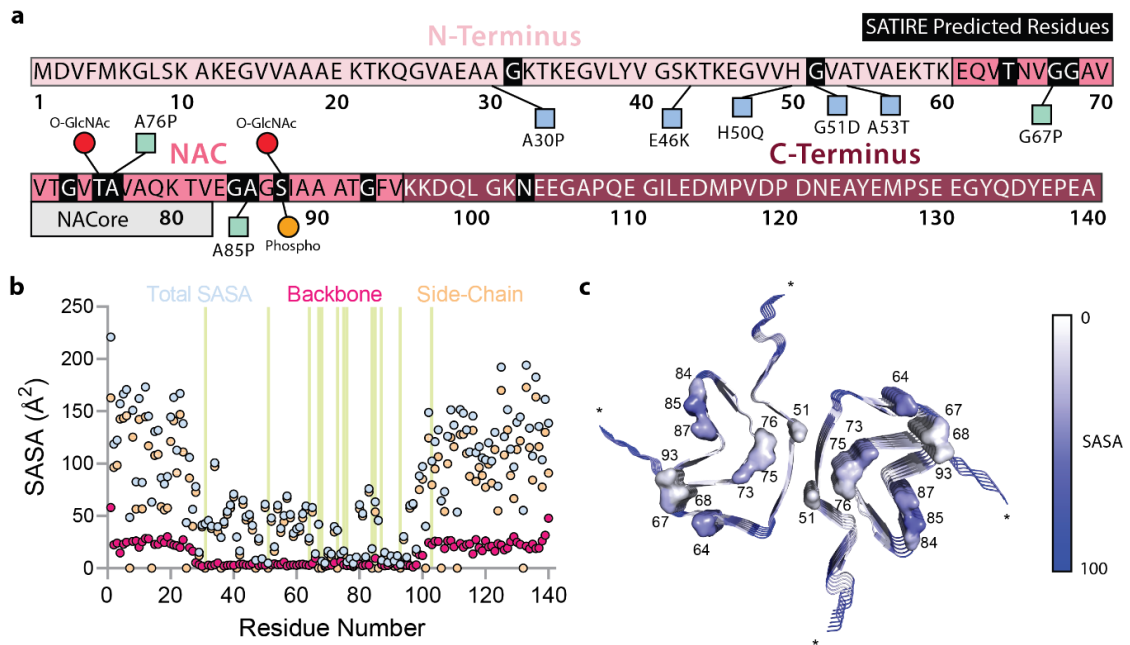 a
N-Terminus
SATIRE Predicted Residues
MDVFMKGLSK AKEGVVAAAE KTKQGVAEAA GKTKEGVLYV GSKTKEGVVH GVATVAEKTK EQVTNVGGAV
1 10 20 30 40 50 60 70
A30P E46K H50Q G51D A53T G67P
O-GlcNAc A76P O-GlcNAc
NAC
C-Terminus
VTGVTAVAQK TVEGAGSIAA ATGFVKKDQL GKNEEGAPQE GILEDMPVDP DNEAYEMPSE EGYQDYEPEA
NACore 80 90 100 110 120 130 140
A85P Phospho
b
Total SASA Backbone Side-Chain
SASA (Å²)
250
200
150
100
50
0
0 20 40 60 80 100 120 140
Residue Number
c
*
84
85
87
76
51
*
93
73
75
68
67
64
64
67
73
68
75
93
76
51
87
85
84
*
*
0
SASA
100